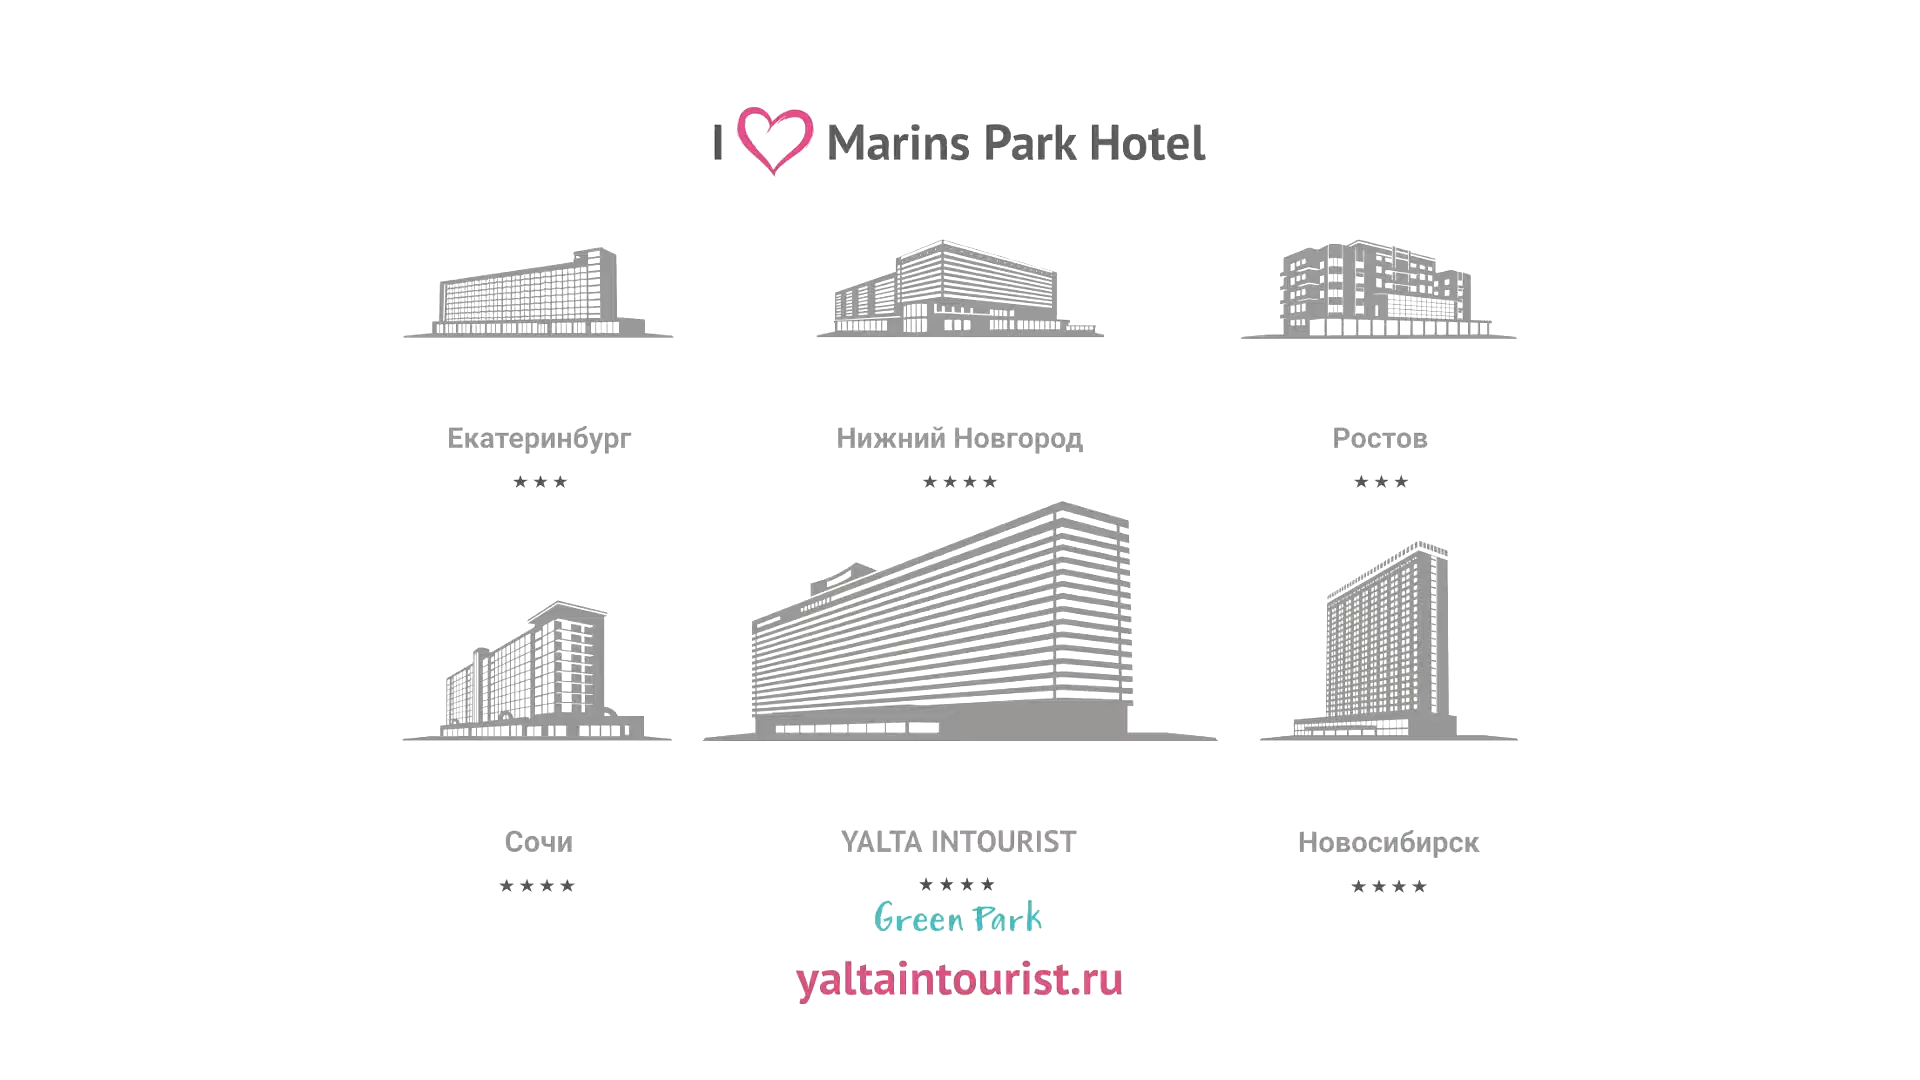 I Marins Park Hotel
Екатеринбург
Нижний Новгород
Ростов
Сочи
YALTA INTOURIST
Новосибирск
Green Park
yaltaintourist.ru